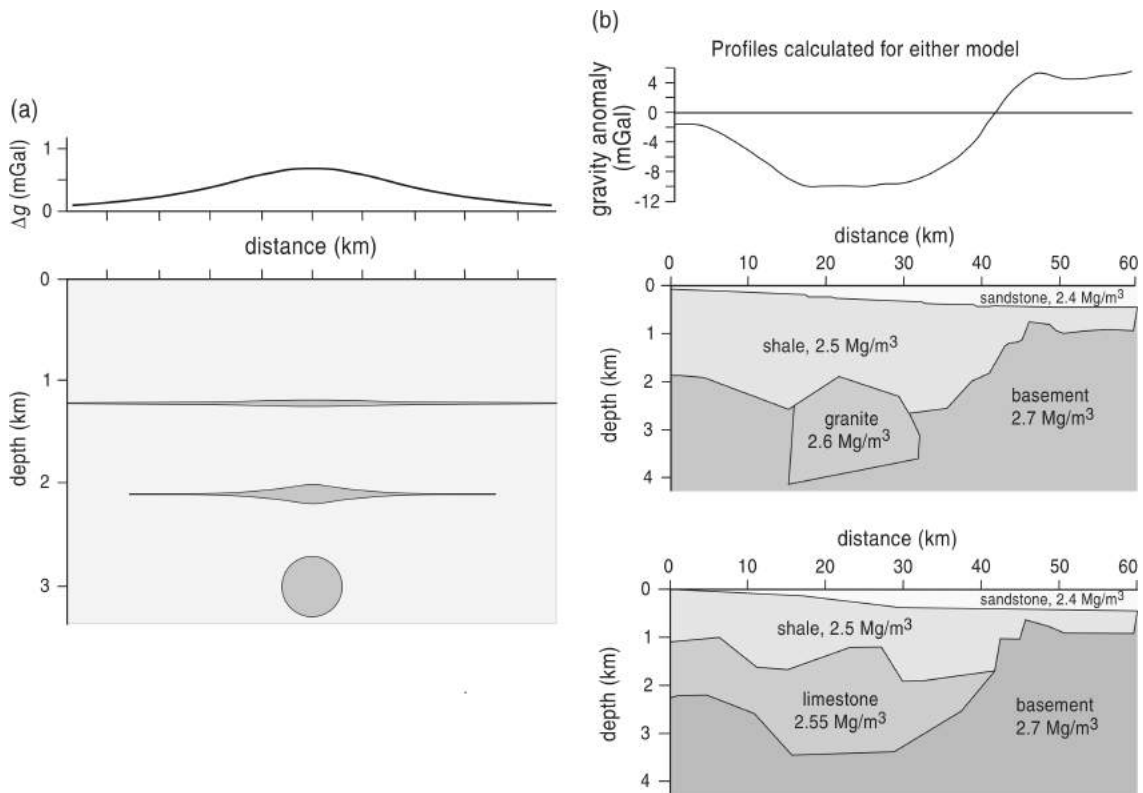 (a)
1
0
Δg (mGal)
distance (km)
0
1
2
3
depth (km)
(b)
Profiles calculated for either model
4
0
-4
-8
-12
gravity anomaly
(mGal)
distance (km)
0 10 20 30 40 50 60
0
1
2
3
4
depth (km)
sandstone, 2.4 Mg/m³
shale, 2.5 Mg/m³
granite
2.6 Mg/m³
basement
2.7 Mg/m³
distance (km)
0 10 20 30 40 50 60
0
1
2
3
4
depth (km)
sandstone, 2.4 Mg/m³
shale, 2.5 Mg/m³
limestone
2.55 Mg/m³
basement
2.7 Mg/m³